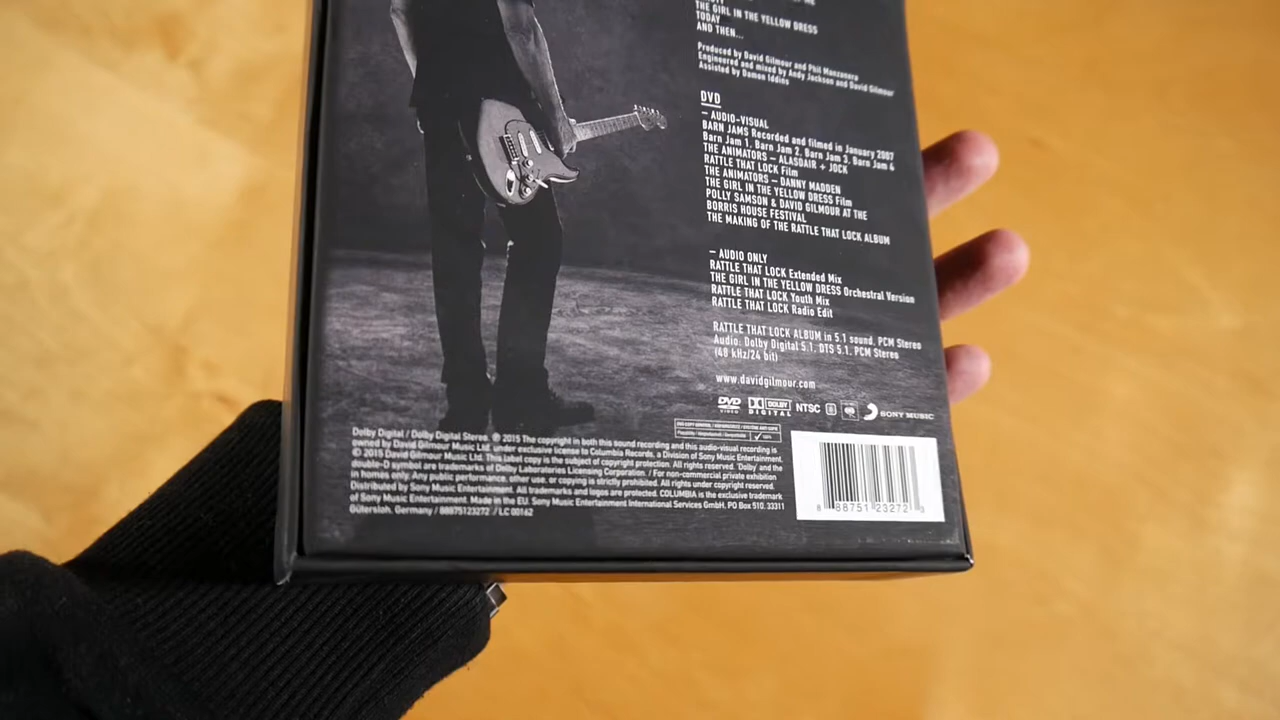 THE GIRL IN THE YELLOW DRESS
TODAY
AND THEN...
Produced by David Gilmour and Phil Manzanera
Engineered and mixed by Andy Jackson and David Gilmour
Assisted by Damon Iddins
DVD
– AUDIO-VISUAL
BARN JAMS Recorded and filmed in January 2007
Barn Jam 1, Barn Jam 2, Barn Jam 3, Barn Jam 4
THE ANIMATORS – ALASDAIR + JOCK
RATTLE THAT LOCK Film
THE ANIMATORS – DANNY MADDEN
THE GIRL IN THE YELLOW DRESS Film
POLLY SAMSON & DAVID GILMOUR AT THE
BORRIS HOUSE FESTIVAL
THE MAKING OF THE RATTLE THAT LOCK ALBUM
– AUDIO ONLY
RATTLE THAT LOCK Extended Mix
THE GIRL IN THE YELLOW DRESS Orchestral Version
RATTLE THAT LOCK Youth Mix
RATTLE THAT LOCK Radio Edit
RATTLE THAT LOCK ALBUM in 5.1 sound, PCM Stereo
Audio: Dolby Digital 5.1, DTS 5.1, PCM Stereo
(48 kHz/24 bit)
www.davidgilmour.com
DVD VIDEO DOLBY DIGITAL NTSC SONY MUSIC
Dolby Digital / Dolby Digital Stereo. ℗ 2015 The copyright in both this sound recording and this audio-visual recording is
owned by David Gilmour Music Ltd. under exclusive license to Columbia Records, a Division of Sony Music Entertainment.
© 2015 David Gilmour Music Ltd. This label copy is the subject of copyright protection. All rights reserved. 'Dolby' and the
double-D symbol are trademarks of Dolby Laboratories Licensing Corporation. / For non-commercial private exhibition
in homes only. Any public performance, other use, or copying is strictly prohibited. All rights under copyright reserved.
Distributed by Sony Music Entertainment. All trademarks and logos are protected. COLUMBIA is the exclusive trademark
of Sony Music Entertainment. Made in the EU. Sony Music Entertainment International Services GmbH. PO Box 510, 33311
Gütersloh, Germany / 88875123272 / LC 00162
8 88751 23272 0